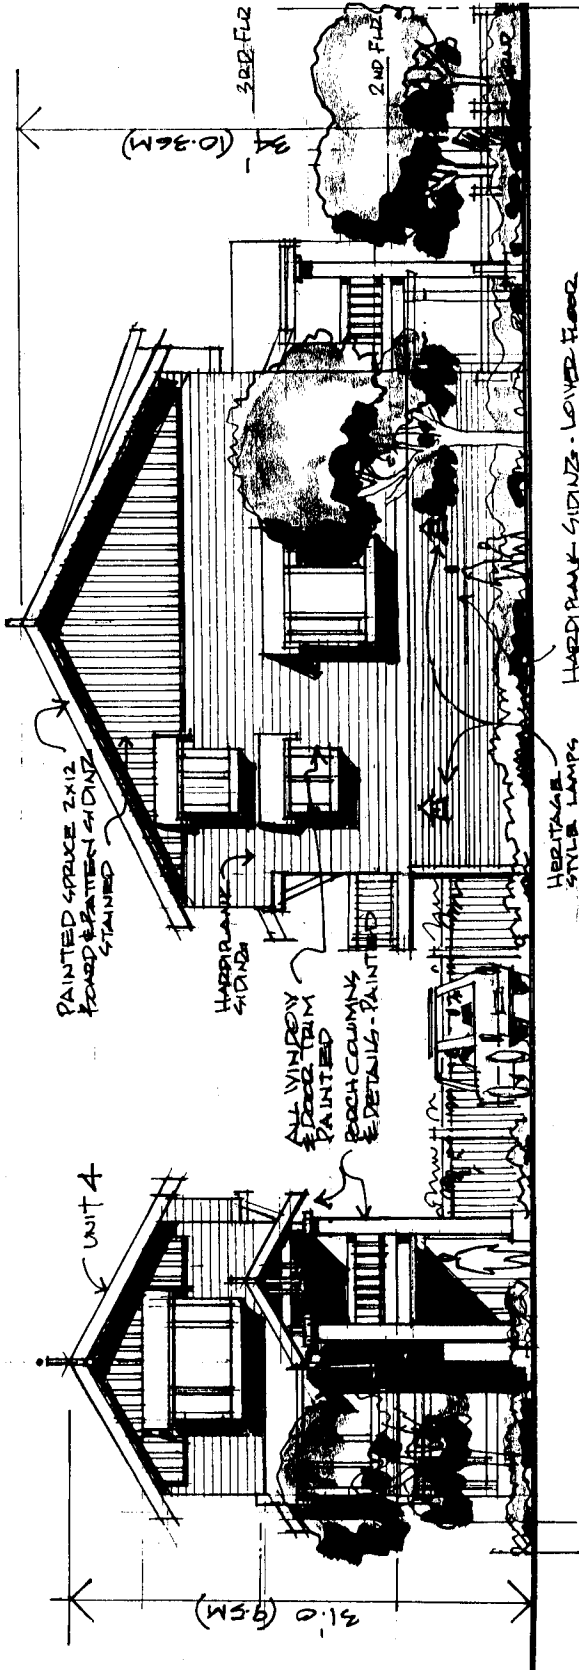 UNIT 4
31'.0
(9.5M)
PAINTED SPRUCE 2x12
BOARD & BATTEN SIDING
STAINED
HARDIPLANK
SIDING
ALL WINDOW
& DOOR TRIM
PAINTED
PORCH COLUMNS
& DETAILS - PAINTED
HERITAGE
STYLE LAMPS
HARDIPLANK SIDING - LOWER FLOOR
34'
(10.36M)
3RD FLR
2ND FLR